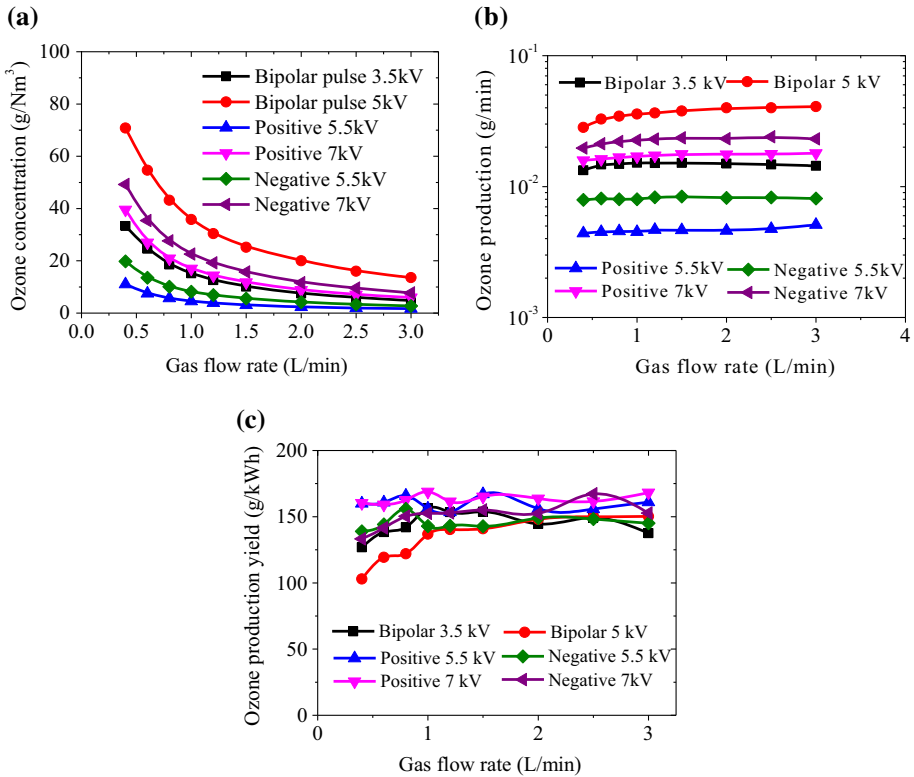 (a)
100
80
60
40
20
0
Ozone concentration (g/Nm³)
0.0 0.5 1.0 1.5 2.0 2.5 3.0
Gas flow rate (L/min)
Bipolar pulse 3.5kV
Bipolar pulse 5kV
Positive 5.5kV
Positive 7kV
Negative 5.5kV
Negative 7kV
(b)
10⁻¹
10⁻²
10⁻³
Ozone production (g/min)
0 1 2 3 4
Gas flow rate (L/min)
Bipolar 3.5 kV
Bipolar 5 kV
Positive 5.5kV
Negative 5.5kV
Positive 7kV
Negative 7kV
(c)
200
150
100
50
0
Ozone production yield (g/kWh)
0 1 2 3
Gas flow rate (L/min)
Bipolar 3.5 kV
Bipolar 5 kV
Positive 5.5 kV
Negative 5.5 kV
Positive 7 kV
Negative 7kV